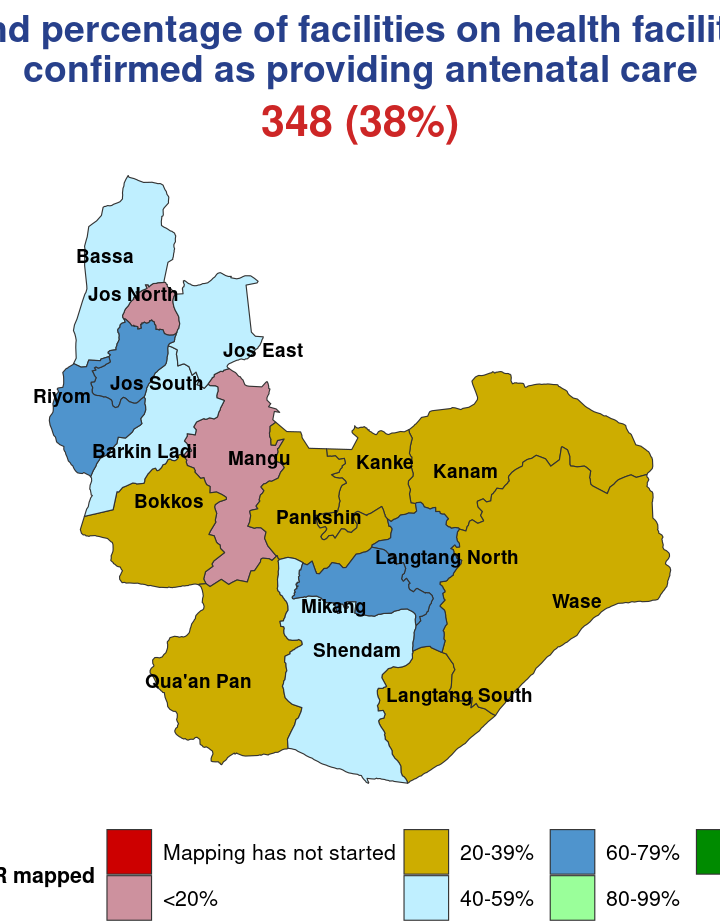 percentage of facilities on health
confirmed as providing antenatal care
348 (38%)
Bassa
Jos North
Jos East
Jos South
Riyom
Barkin Ladi
Mangu
Kanke
Kanam
Bokkos
Pankshin
Langtang North
Wase
Mikang
Shendam
Qua'an Pan
Langtang South
Mapping has not started
20-39%
60-79%
mapped
<20%
40-59%
80-99%